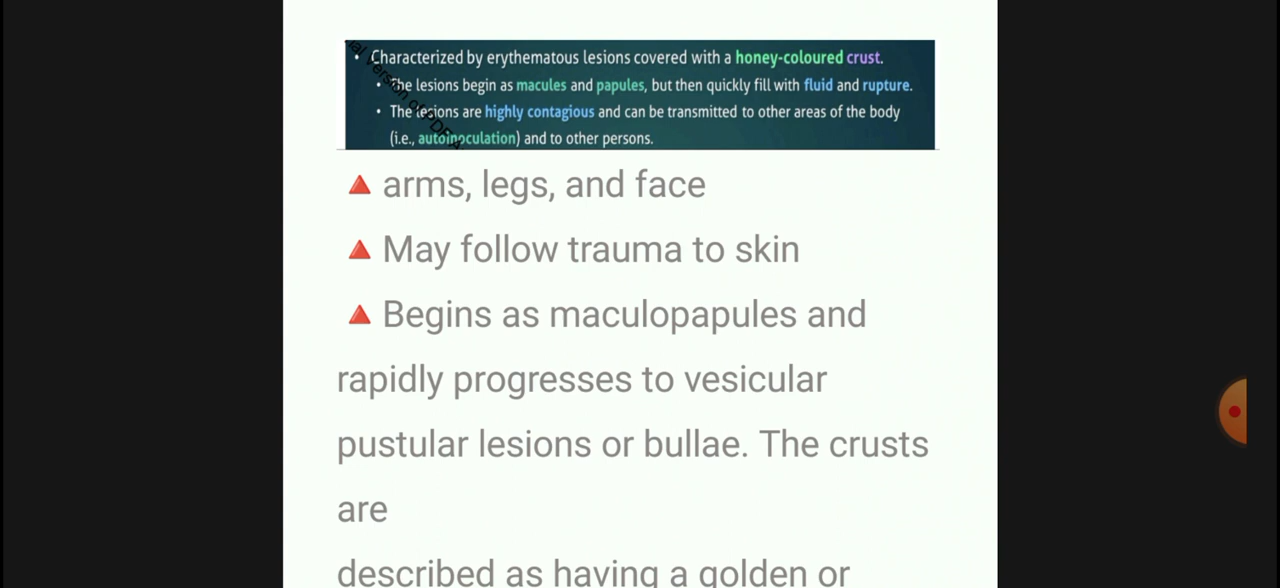 • Characterized by erythematous lesions covered with a honey-coloured crust.
• The lesions begin as macules and papules, but then quickly fill with fluid and rupture.
• The lesions are highly contagious and can be transmitted to other areas of the body
(i.e., autoinoculation) and to other persons.
🔺 arms, legs, and face
🔺 May follow trauma to skin
🔺 Begins as maculopapules and
rapidly progresses to vesicular
pustular lesions or bullae. The crusts
are
described as having a golden or